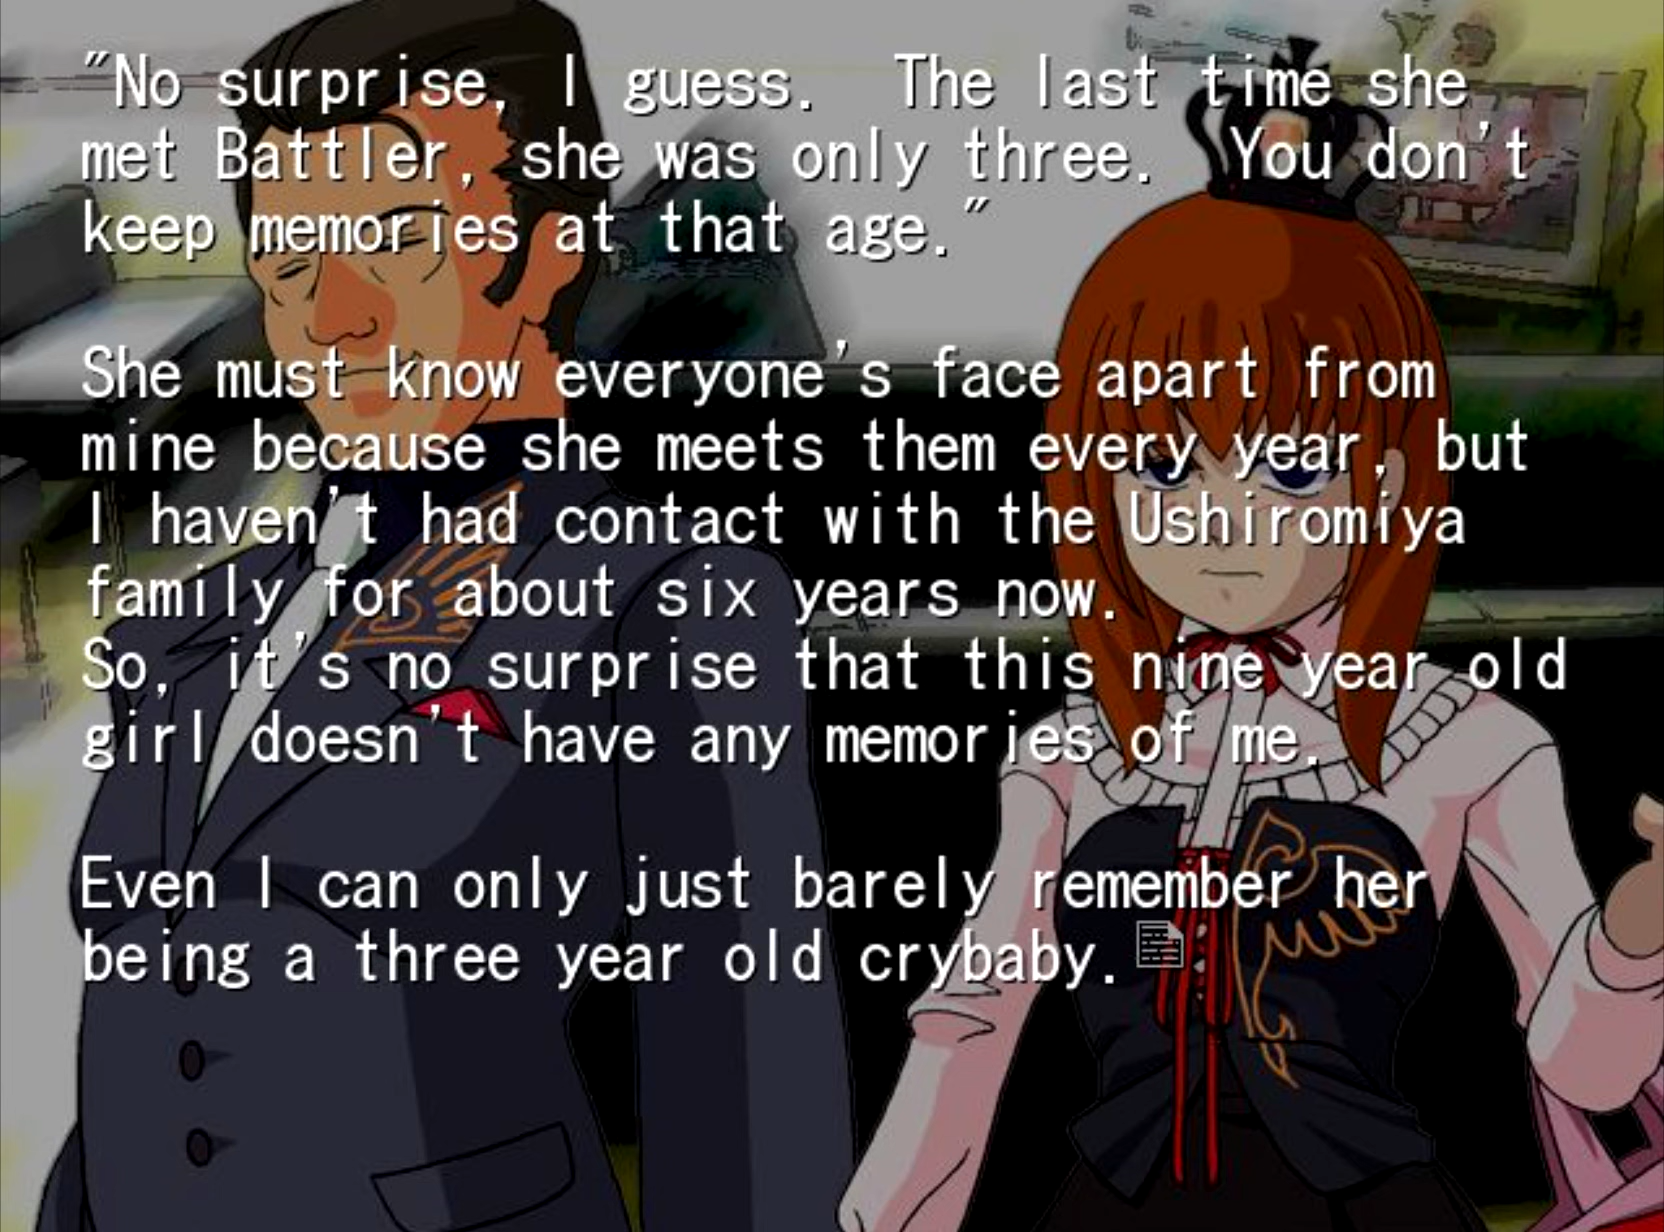 "No surprise, I guess.  The last time she
met Battler, she was only three.  You don't
keep memories at that age."
She must know everyone's face apart from
mine because she meets them every year, but
I haven't had contact with the Ushiromiya
family for about six years now.
So, it's no surprise that this nine year old
girl doesn't have any memories of me.
Even I can only just barely remember her
being a three year old crybaby.